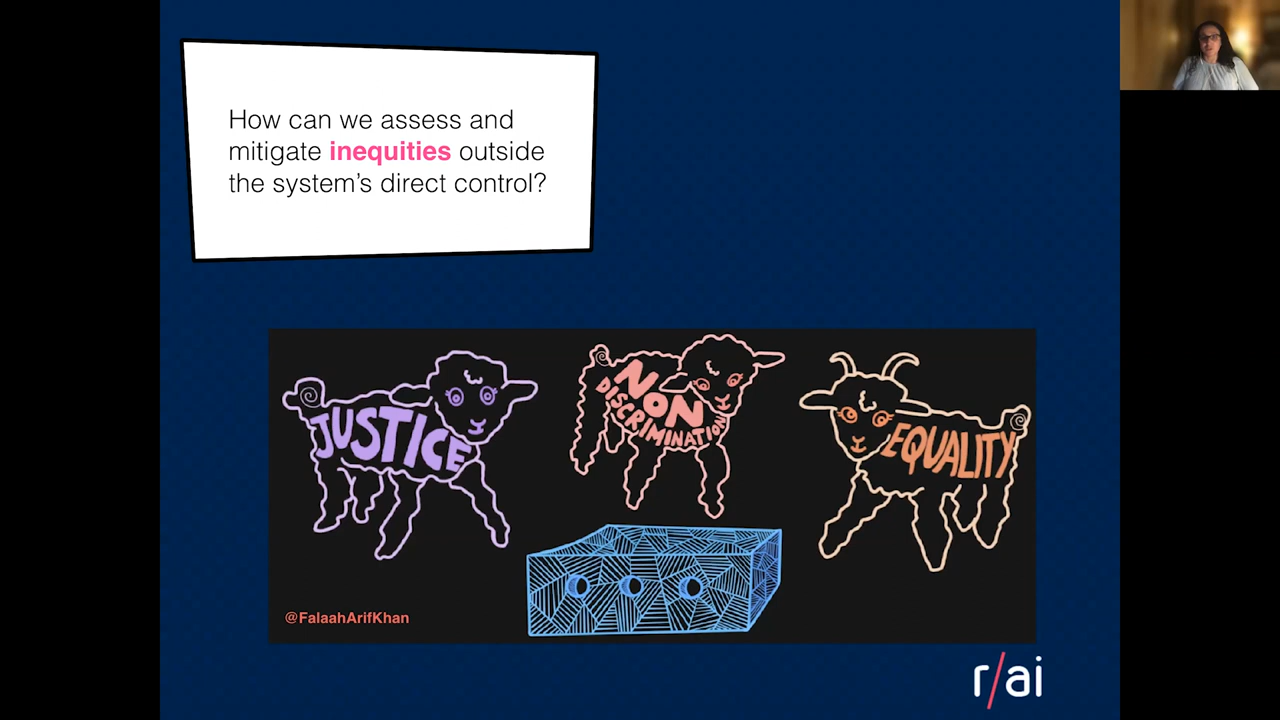 How can we assess and
mitigate inequities outside
the system's direct control?
JUSTICE
NON
DISCRIMINATION
EQUALITY
@FalaahArifKhan
r/ai